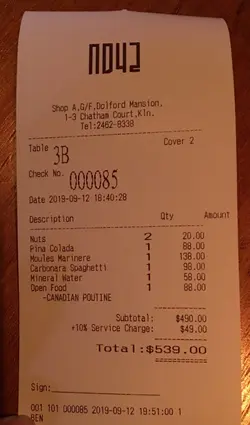 Shop A,G/F,Dolford Mansion.
1-3 Chatham Court,Kln.
Tel:2462-8338
Cover 2
Table 3B
Check No. 000085
Date 2019-09-12 18:40:28
Description Qty Amount
Nuts 2 20.00
Pina Colada 1 88.00
Moules Marinere 1 138.00
Carbonara Spaghetti 1 98.00
Mineral Water 1 58.00
Open Food 1 88.00
-CANADIAN POUTINE
Subtotal: $490.00
+10% Service Charge: $49.00
Total:$539.00
Sign:
001 101 000085 2019-09-12 19:51:00 1
BEN